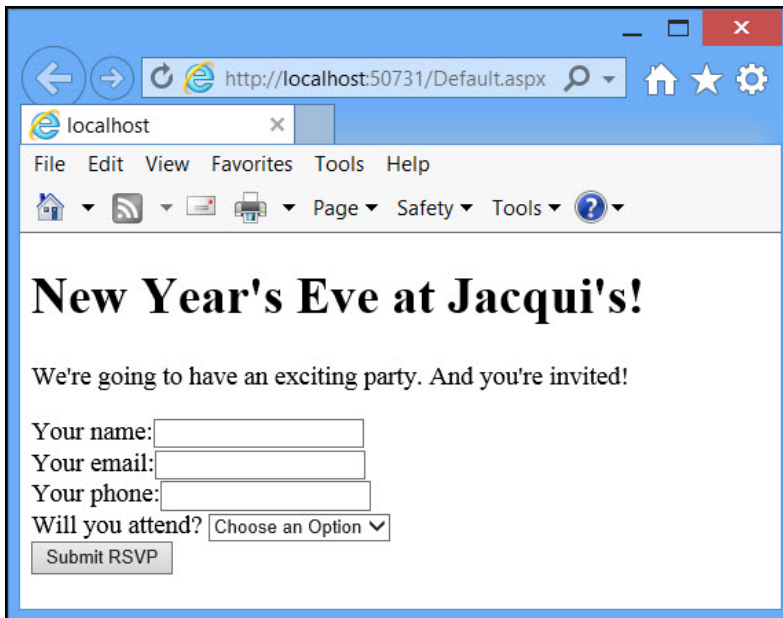 http://localhost:50731/Default.aspx
localhost
File Edit View Favorites Tools Help
Page Safety Tools
New Year's Eve at Jacqui's!
We're going to have an exciting party. And you're invited!
Your name:
Your email:
Your phone:
Will you attend? Choose an Option
Submit RSVP